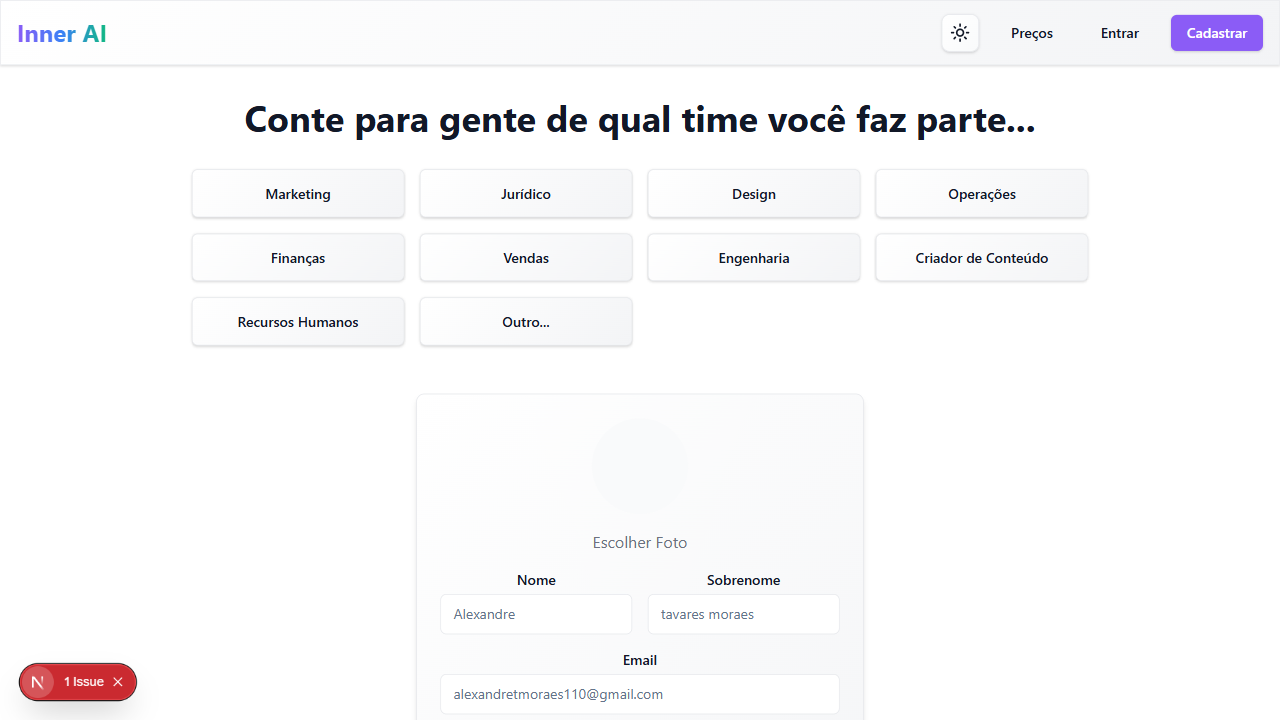 Inner AI
Preços
Entrar
Cadastrar
Conte para gente de qual time você faz parte...
Marketing
Jurídico
Design
Operações
Finanças
Vendas
Engenharia
Criador de Conteúdo
Recursos Humanos
Outro...
Escolher Foto
Nome
Sobrenome
Alexandre
tavares moraes
Email
alexandretmoraes110@gmail.com
N
1 Issue